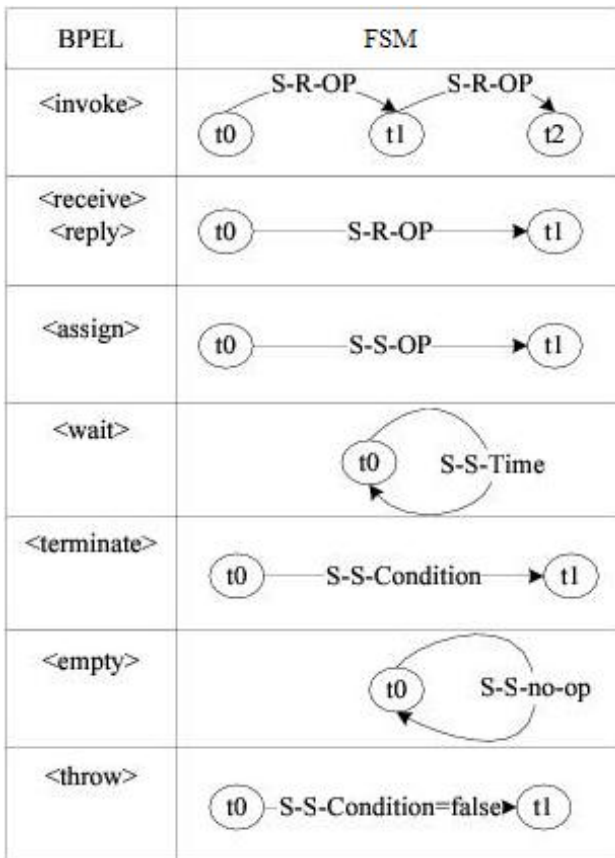 BPEL FSM
<invoke> S-R-OP S-R-OP
t0 t1 t2
<receive>
<reply> t0 S-R-OP t1
<assign> t0 S-S-OP t1
<wait> t0 S-S-Time
<terminate> t0 S-S-Condition t1
<empty> t0 S-S-no-op
<throw> t0 S-S-Condition=false t1